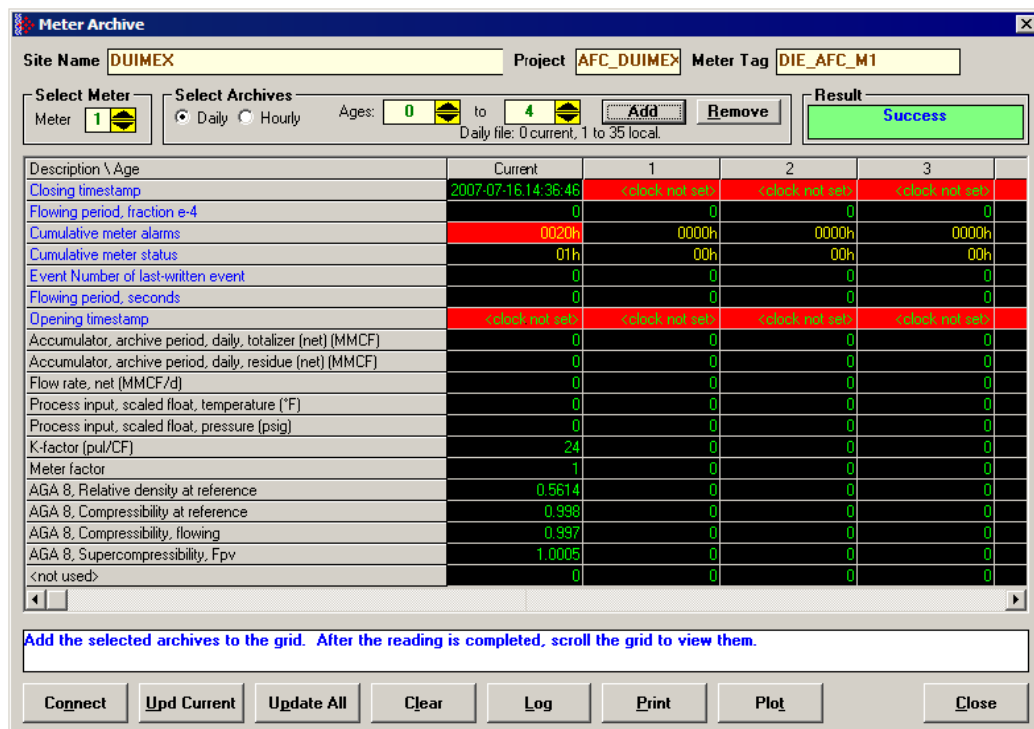 Meter Archive
Site Name DUIMEX Project AFC_DUIMEX Meter Tag DIE_AFC_M1
Select Meter Select Archives Result
Meter 1 Daily Hourly Ages: 0 to 4 Add Remove Success
Daily file: 0 current, 1 to 35 local.
Description \ Age Current 1 2 3
Closing timestamp 2007-07-16.14:36:46 <clock not set> <clock not set> <clock not set>
Flowing period, fraction e-4 0 0 0 0
Cumulative meter alarms 0020h 0000h 0000h 0000h
Cumulative meter status 01h 00h 00h 00h
Event Number of last-written event 0 0 0 0
Flowing period, seconds 0 0 0 0
Opening timestamp <clock not set> <clock not set> <clock not set> <clock not set>
Accumulator, archive period, daily, totalizer (net) (MMCF) 0 0 0 0
Accumulator, archive period, daily, residue (net) (MMCF) 0 0 0 0
Flow rate, net (MMCF/d) 0 0 0 0
Process input, scaled float, temperature (°F) 0 0 0 0
Process input, scaled float, pressure (psig) 0 0 0 0
K-factor (pul/CF) 24 0 0 0
Meter factor 1 0 0 0
AGA 8, Relative density at reference 0.5614 0 0 0
AGA 8, Compressibility at reference 0.998 0 0 0
AGA 8, Compressibility, flowing 0.997 0 0 0
AGA 8, Supercompressibility, Fpv 1.0005 0 0 0
<not used> 0 0 0 0
Add the selected archives to the grid. After the reading is completed, scroll the grid to view them.
Connect Upd Current Update All Clear Log Print Plot Close